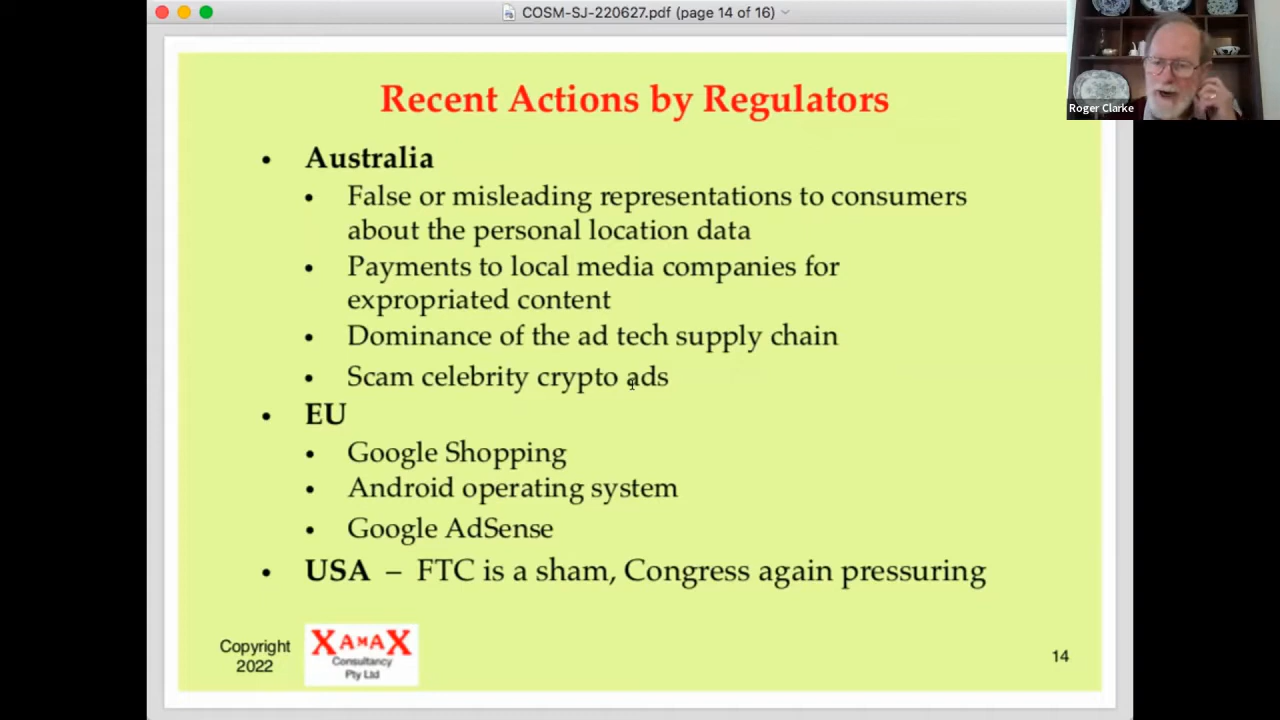 COSM-SJ-220627.pdf (page 14 of 16)
Roger Clarke
Recent Actions by Regulators
• Australia
• False or misleading representations to consumers
about the personal location data
• Payments to local media companies for
expropriated content
• Dominance of the ad tech supply chain
• Scam celebrity crypto ads
• EU
• Google Shopping
• Android operating system
• Google AdSense
• USA – FTC is a sham, Congress again pressuring
Copyright
2022
XAMAX
Consultancy
Pty Ltd
14